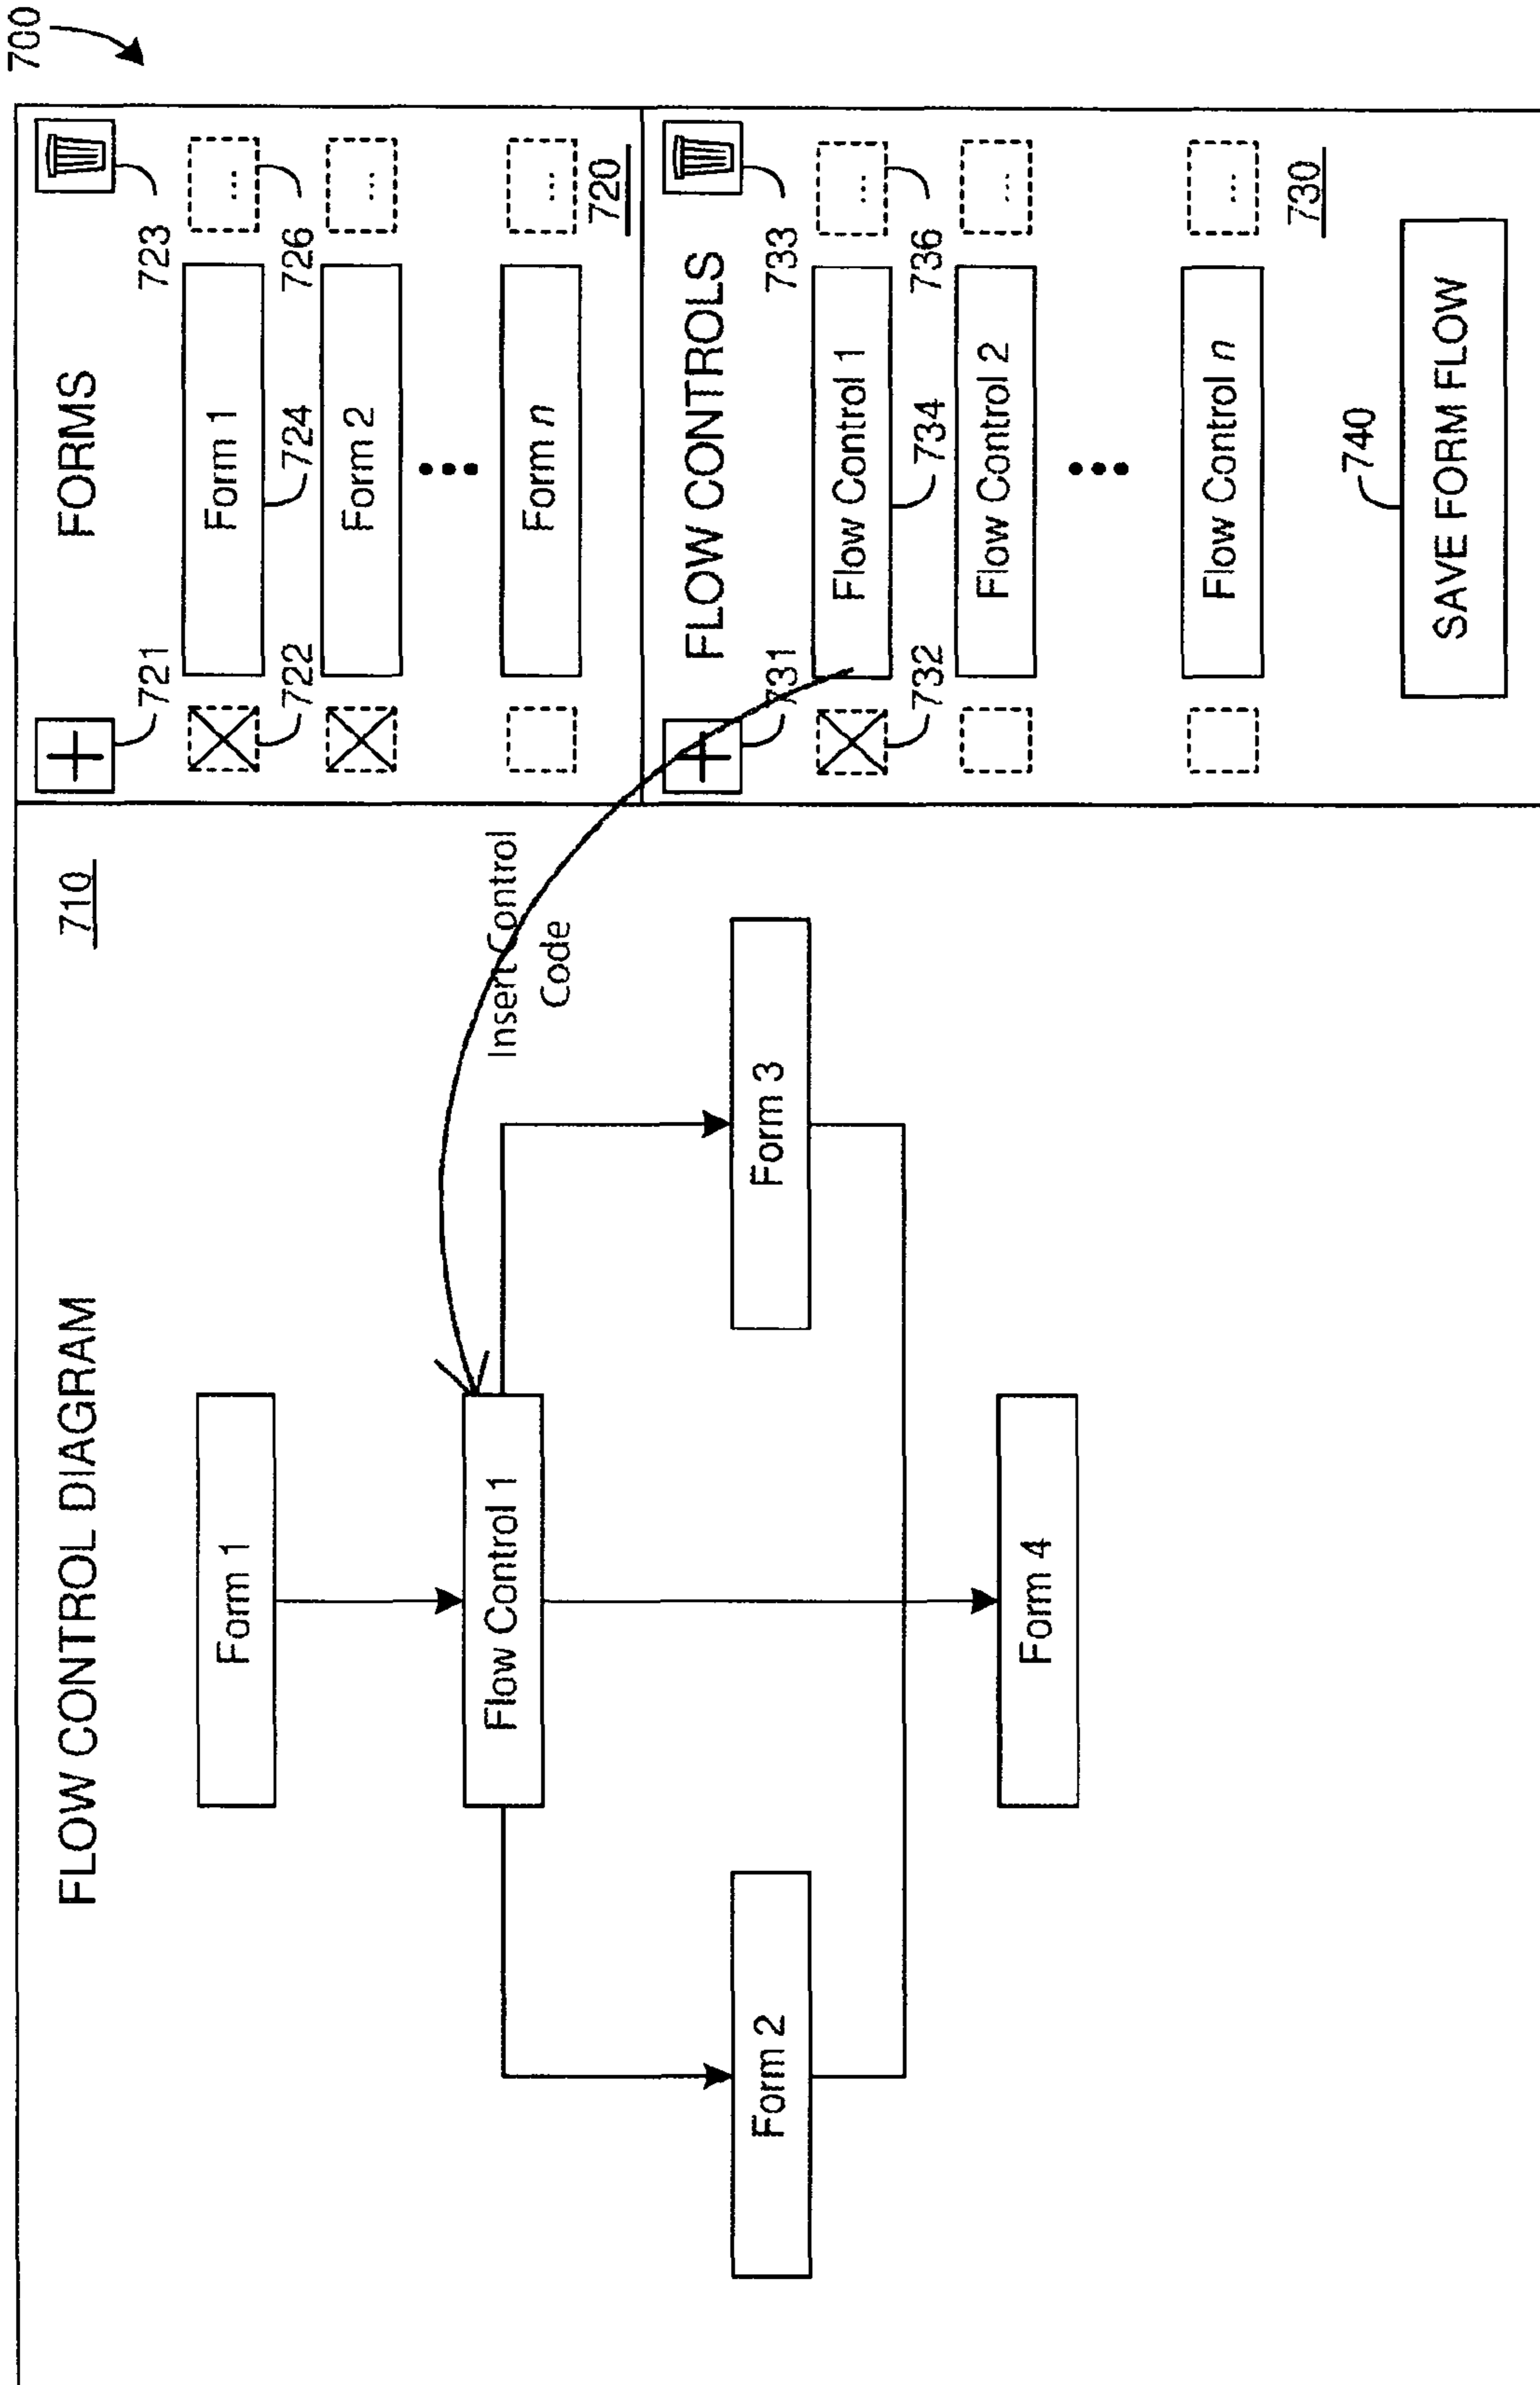 700
FLOW CONTROL DIAGRAM
710
Form 1
Flow Control 1
Insert Control
Code
Form 2
Form 3
Form 4
FORMS
721
723
Form 1
...
722
724
726
Form 2
...
Form n
...
720
FLOW CONTROLS
731
733
Flow Control 1
...
732
734
736
Flow Control 2
...
Flow Control n
...
730
740
SAVE FORM FLOW